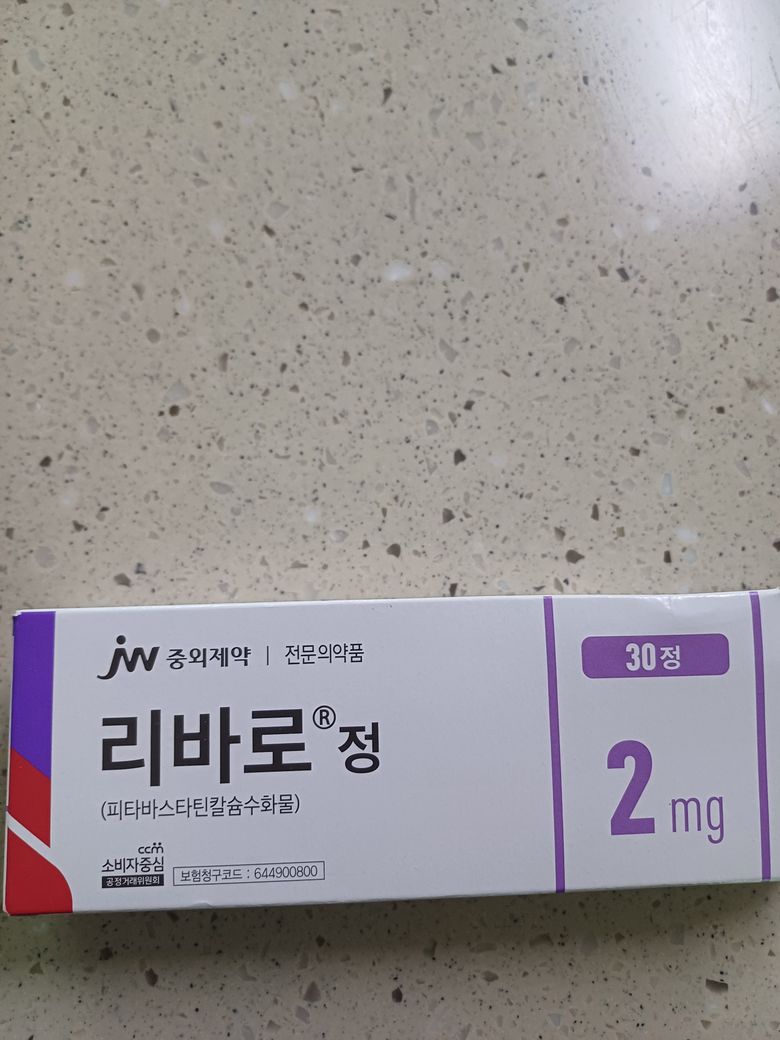 jw 중외제약 | 전문의약품
리바로®정
(피타바스타틴칼슘수화물)
ccm
소비자중심
공정거래위원회
보험청구코드 : 644900800
30정
2 mg